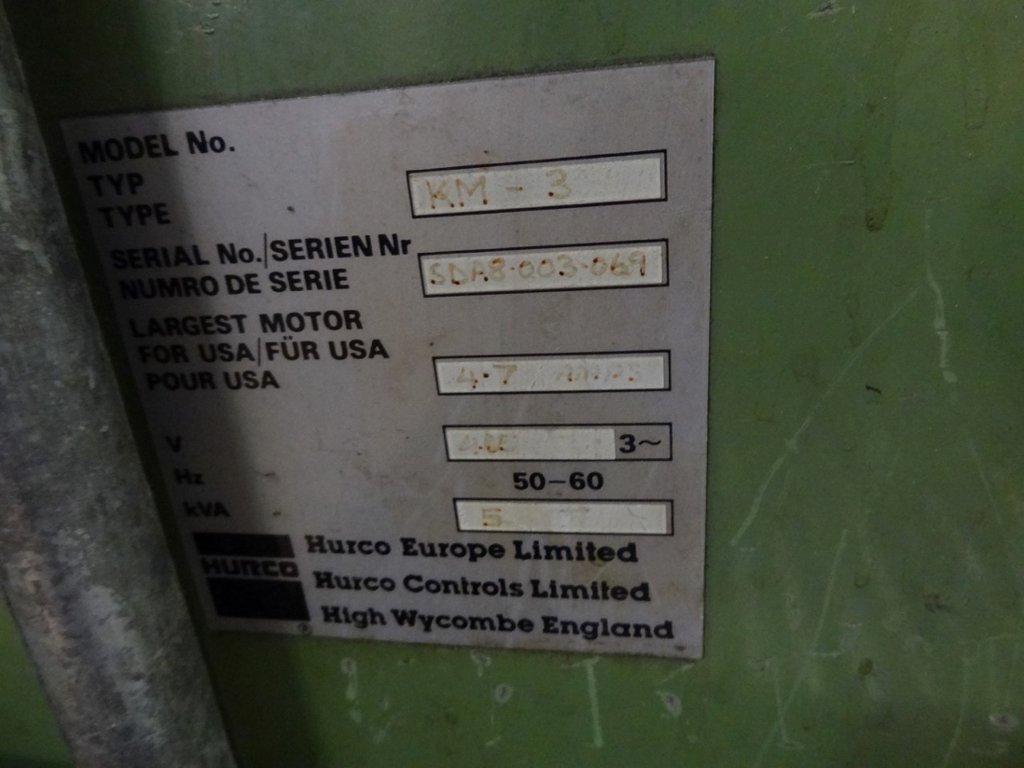 MODEL No.
TYP
TYPE
KM - 3
SERIAL No./SERIEN Nr
NUMRO DE SERIE
SDA8-003-069
LARGEST MOTOR
FOR USA/FÜR USA
POUR USA
4.7
V
3~
Hz
50-60
kVA
5
HURCO
Hurco Europe Limited
Hurco Controls Limited
High Wycombe England